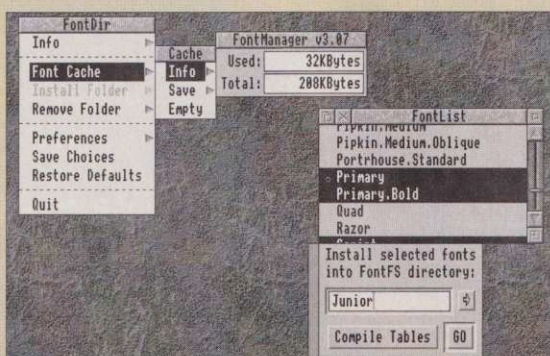 FontDir
Info
Font Cache
Install Folder
Remove Folder
Preferences
Save Choices
Restore Defaults
Quit
Cache
Info
Save
Empty
FontManager v3.07
Used: 32KBytes
Total: 208KBytes
FontList
Pipkin.Medium
Pipkin.Medium.Oblique
Portrhouse.Standard
Primary
Primary.Bold
Quad
Razor
Script
Install selected fonts
into FontFS directory:
Junior
Compile Tables GO